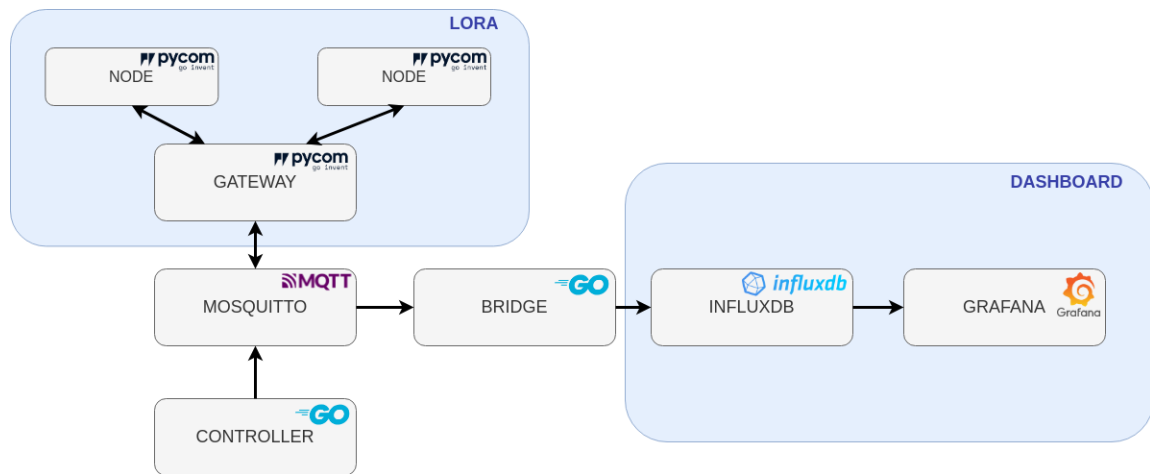 LORA
pycom
go invent
NODE
pycom
go invent
NODE
pycom
go invent
GATEWAY
DASHBOARD
MQTT
MOSQUITTO
GO
BRIDGE
influxdb
INFLUXDB
GRAFANA
Grafana
GO
CONTROLLER